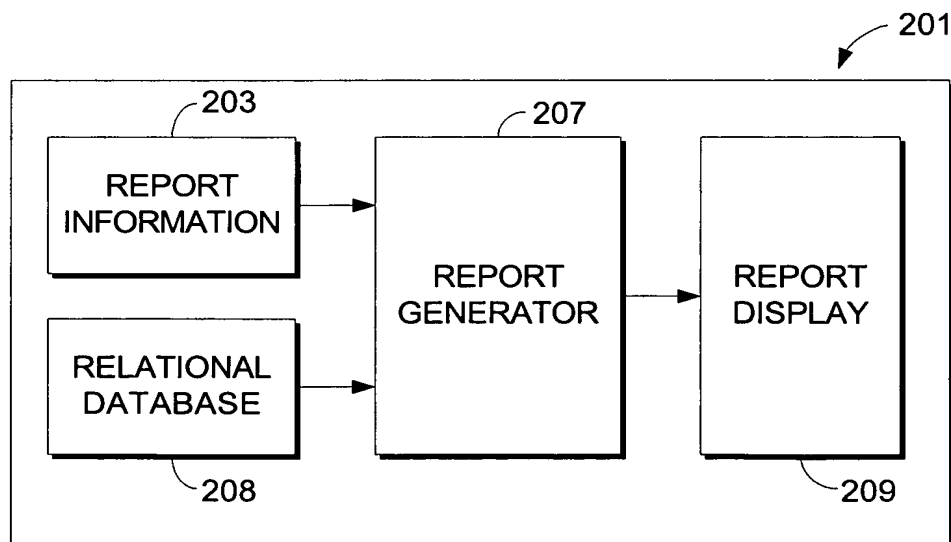 201
203
REPORT
INFORMATION
207
REPORT
GENERATOR
REPORT
DISPLAY
RELATIONAL
DATABASE
208
209